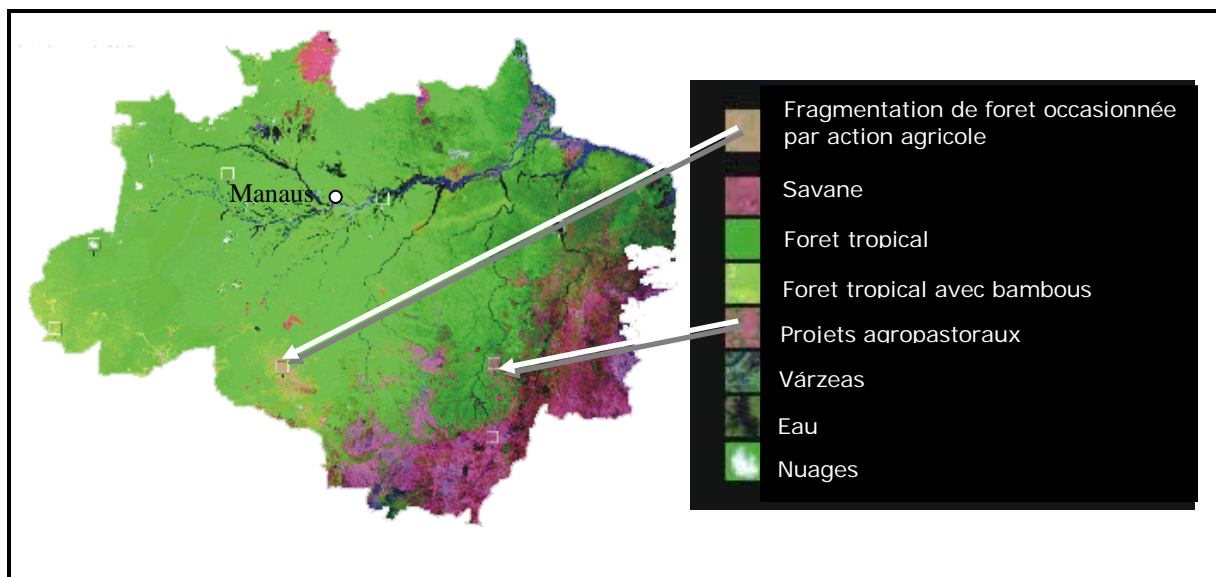 Manaus
Fragmentation de foret occasionnée
par action agricole
Savane
Foret tropical
Foret tropical avec bambous
Projets agropastoraux
Várzeas
Eau
Nuages